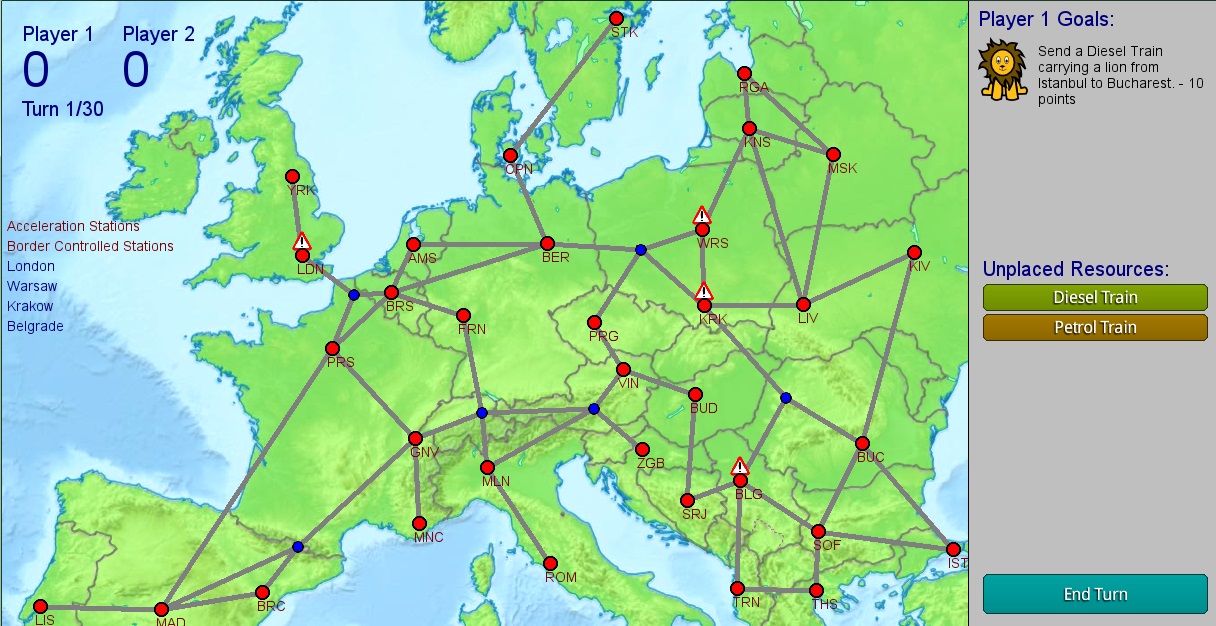 Player 1 Player 2
0 0
Turn 1/30
Acceleration Stations
Border Controlled Stations
London
Warsaw
Krakow
Belgrade
STK
RGA
KNS
MSK
CPN
YRK
LDN
AMS
BER
WRS
KIV
BRS
FRN
PRG
KRK
LIV
PRS
VIN
BUD
GNV
MLN
ZGB
BUC
BLG
SRJ
MNC
SOF
IST
ROM
BRC
LIS
MAD
TRN
THS
Player 1 Goals:
Send a Diesel Train
carrying a lion from
Istanbul to Bucharest. - 10
points
Unplaced Resources:
Diesel Train
Petrol Train
End Turn